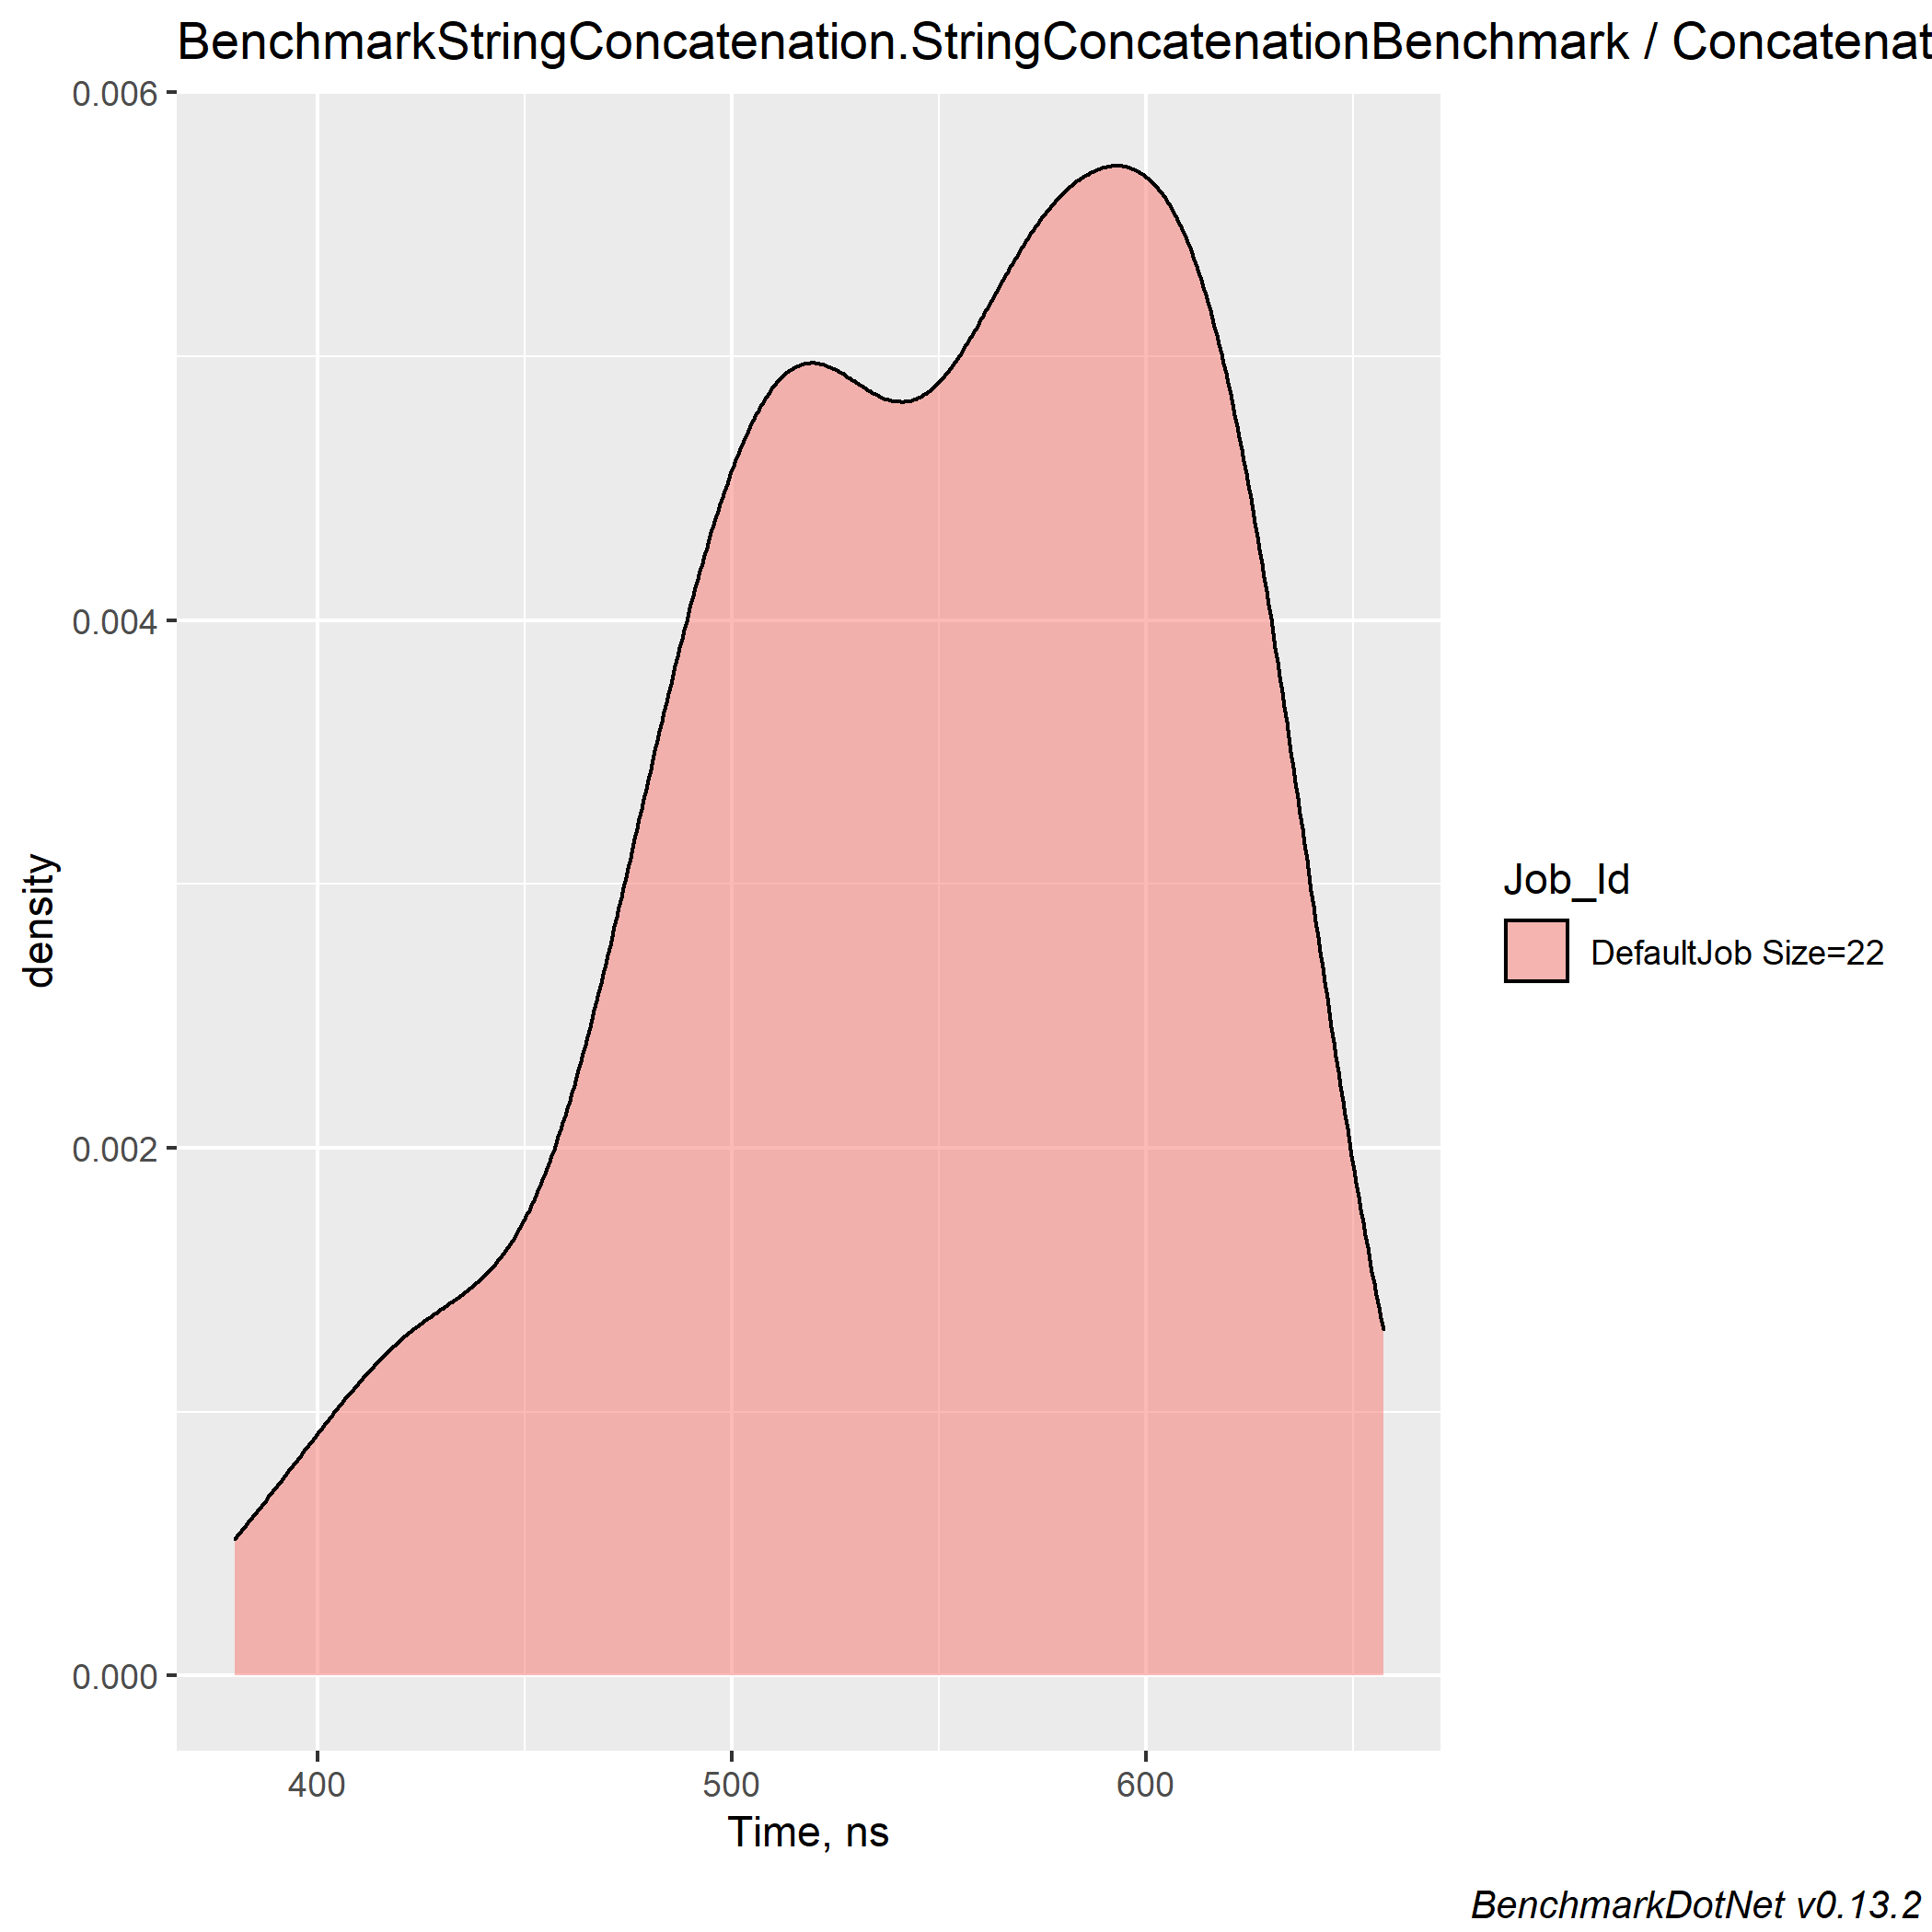 BenchmarkStringConcatenation.StringConcatenationBenchmark / Concatenat
0.006
0.004
0.002
0.000
density
400 500 600
Time, ns
Job_Id
DefaultJob Size=22
BenchmarkDotNet v0.13.2